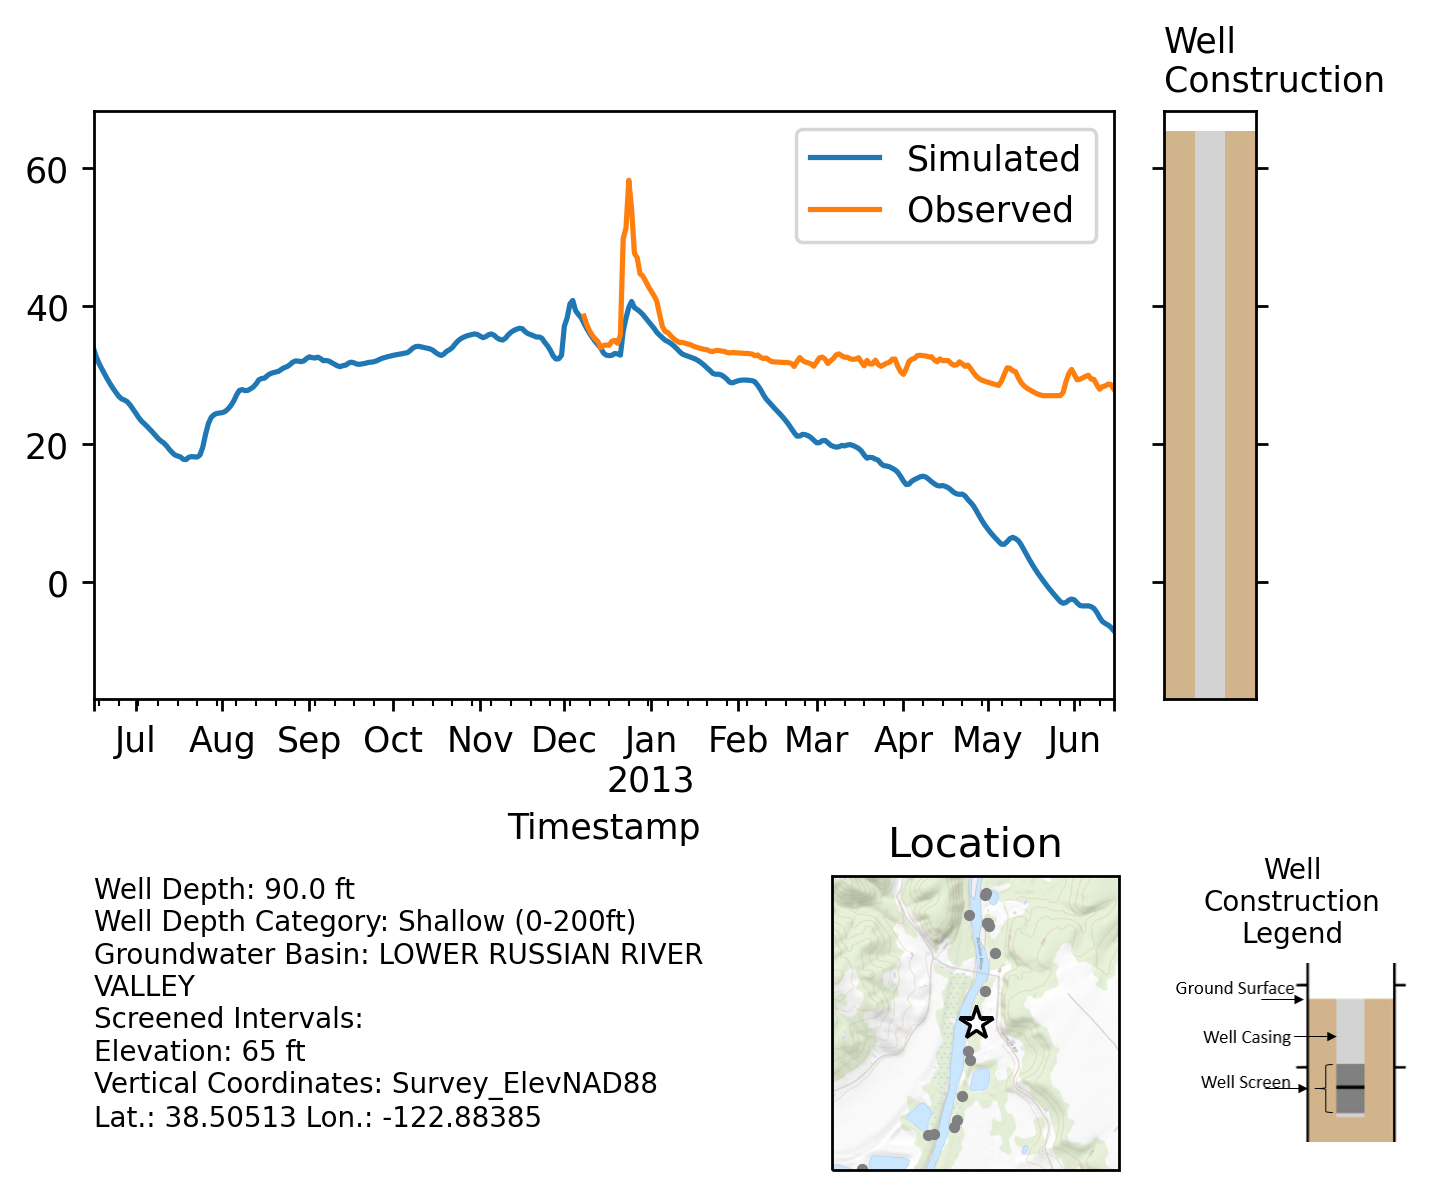 Well
Construction
Simulated
Observed
60
40
20
0
Jul Aug Sep Oct Nov Dec Jan Feb Mar Apr May Jun
2013
Timestamp
Well Depth: 90.0 ft
Well Depth Category: Shallow (0-200ft)
Groundwater Basin: LOWER RUSSIAN RIVER
VALLEY
Screened Intervals:
Elevation: 65 ft
Vertical Coordinates: Survey_ElevNAD88
Lat.: 38.50513 Lon.: -122.88385
Location
Well
Construction
Legend
Ground Surface
Well Casing
Well Screen